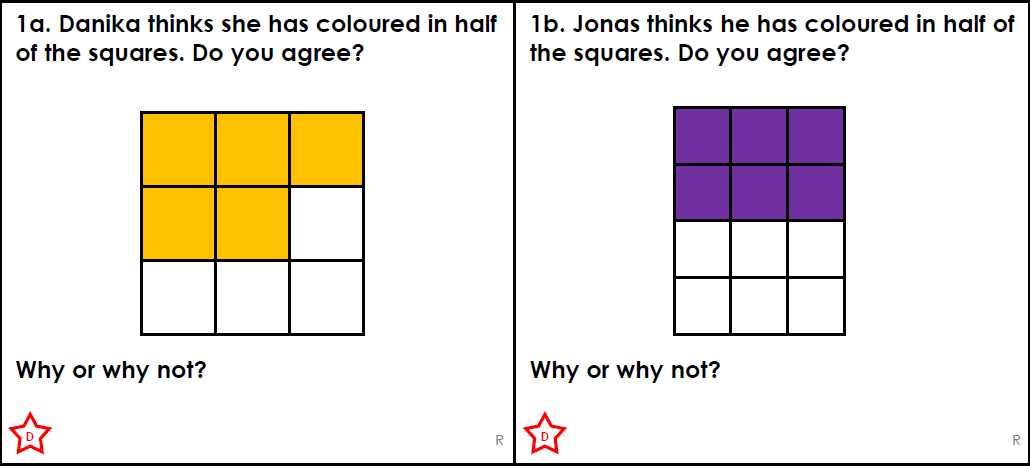 1a. Danika thinks she has coloured in half
of the squares. Do you agree?
Why or why not?
D
R
1b. Jonas thinks he has coloured in half of
the squares. Do you agree?
Why or why not?
D
R